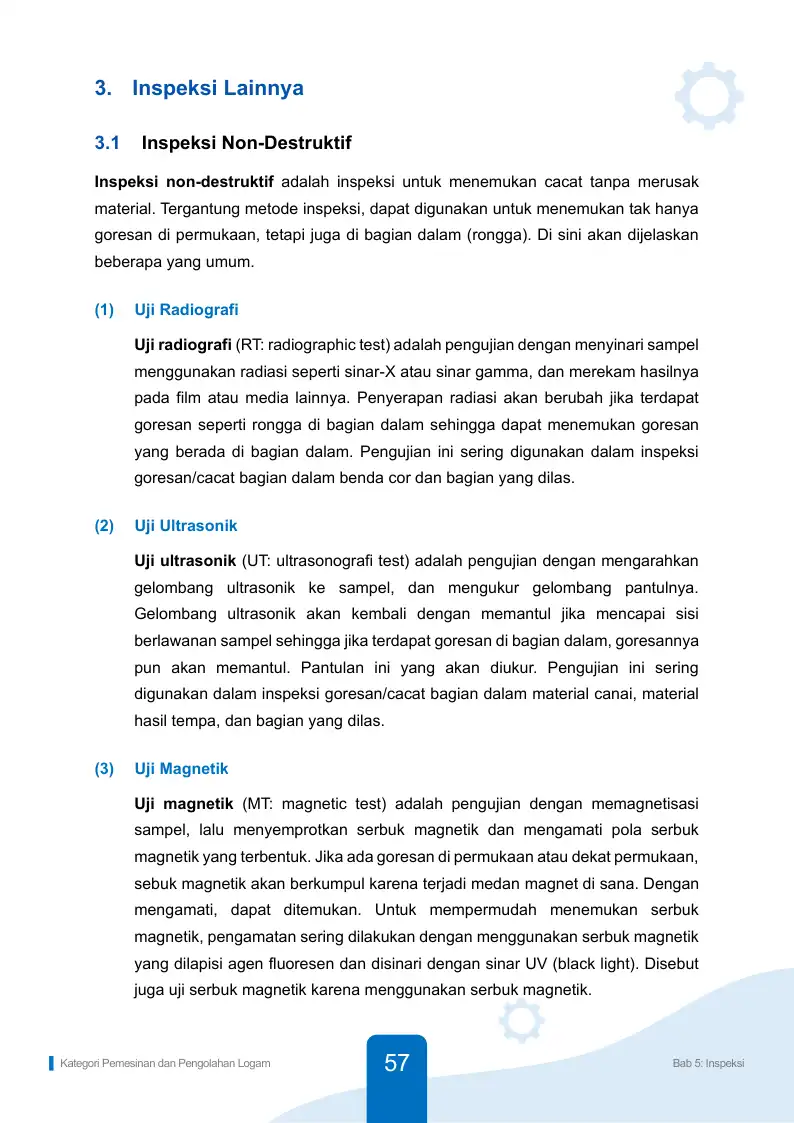 3. Inspeksi Lainnya
3.1 Inspeksi Non-Destruktif
Inspeksi non-destruktif adalah inspeksi untuk menemukan cacat tanpa merusak
material. Tergantung metode inspeksi, dapat digunakan untuk menemukan tak hanya
goresan di permukaan, tetapi juga di bagian dalam (rongga). Di sini akan dijelaskan
beberapa yang umum.
(1) Uji Radiografi
Uji radiografi (RT: radiographic test) adalah pengujian dengan menyinari sampel
menggunakan radiasi seperti sinar-X atau sinar gamma, dan merekam hasilnya
pada film atau media lainnya. Penyerapan radiasi akan berubah jika terdapat
goresan seperti rongga di bagian dalam sehingga dapat menemukan goresan
yang berada di bagian dalam. Pengujian ini sering digunakan dalam inspeksi
goresan/cacat bagian dalam benda cor dan bagian yang dilas.
(2) Uji Ultrasonik
Uji ultrasonik (UT: ultrasonografi test) adalah pengujian dengan mengarahkan
gelombang ultrasonik ke sampel, dan mengukur gelombang pantulnya.
Gelombang ultrasonik akan kembali dengan memantul jika mencapai sisi
berlawanan sampel sehingga jika terdapat goresan di bagian dalam, goresannya
pun akan memantul. Pantulan ini yang akan diukur. Pengujian ini sering
digunakan dalam inspeksi goresan/cacat bagian dalam material canai, material
hasil tempa, dan bagian yang dilas.
(3) Uji Magnetik
Uji magnetik (MT: magnetic test) adalah pengujian dengan memagnetisasi
sampel, lalu menyemprotkan serbuk magnetik dan mengamati pola serbuk
magnetik yang terbentuk. Jika ada goresan di permukaan atau dekat permukaan,
sebuk magnetik akan berkumpul karena terjadi medan magnet di sana. Dengan
mengamati, dapat ditemukan. Untuk mempermudah menemukan serbuk
magnetik, pengamatan sering dilakukan dengan menggunakan serbuk magnetik
yang dilapisi agen fluoresen dan disinari dengan sinar UV (black light). Disebut
juga uji serbuk magnetik karena menggunakan serbuk magnetik.
Kategori Pemesinan dan Pengolahan Logam
57
Bab 5: Inspeksi